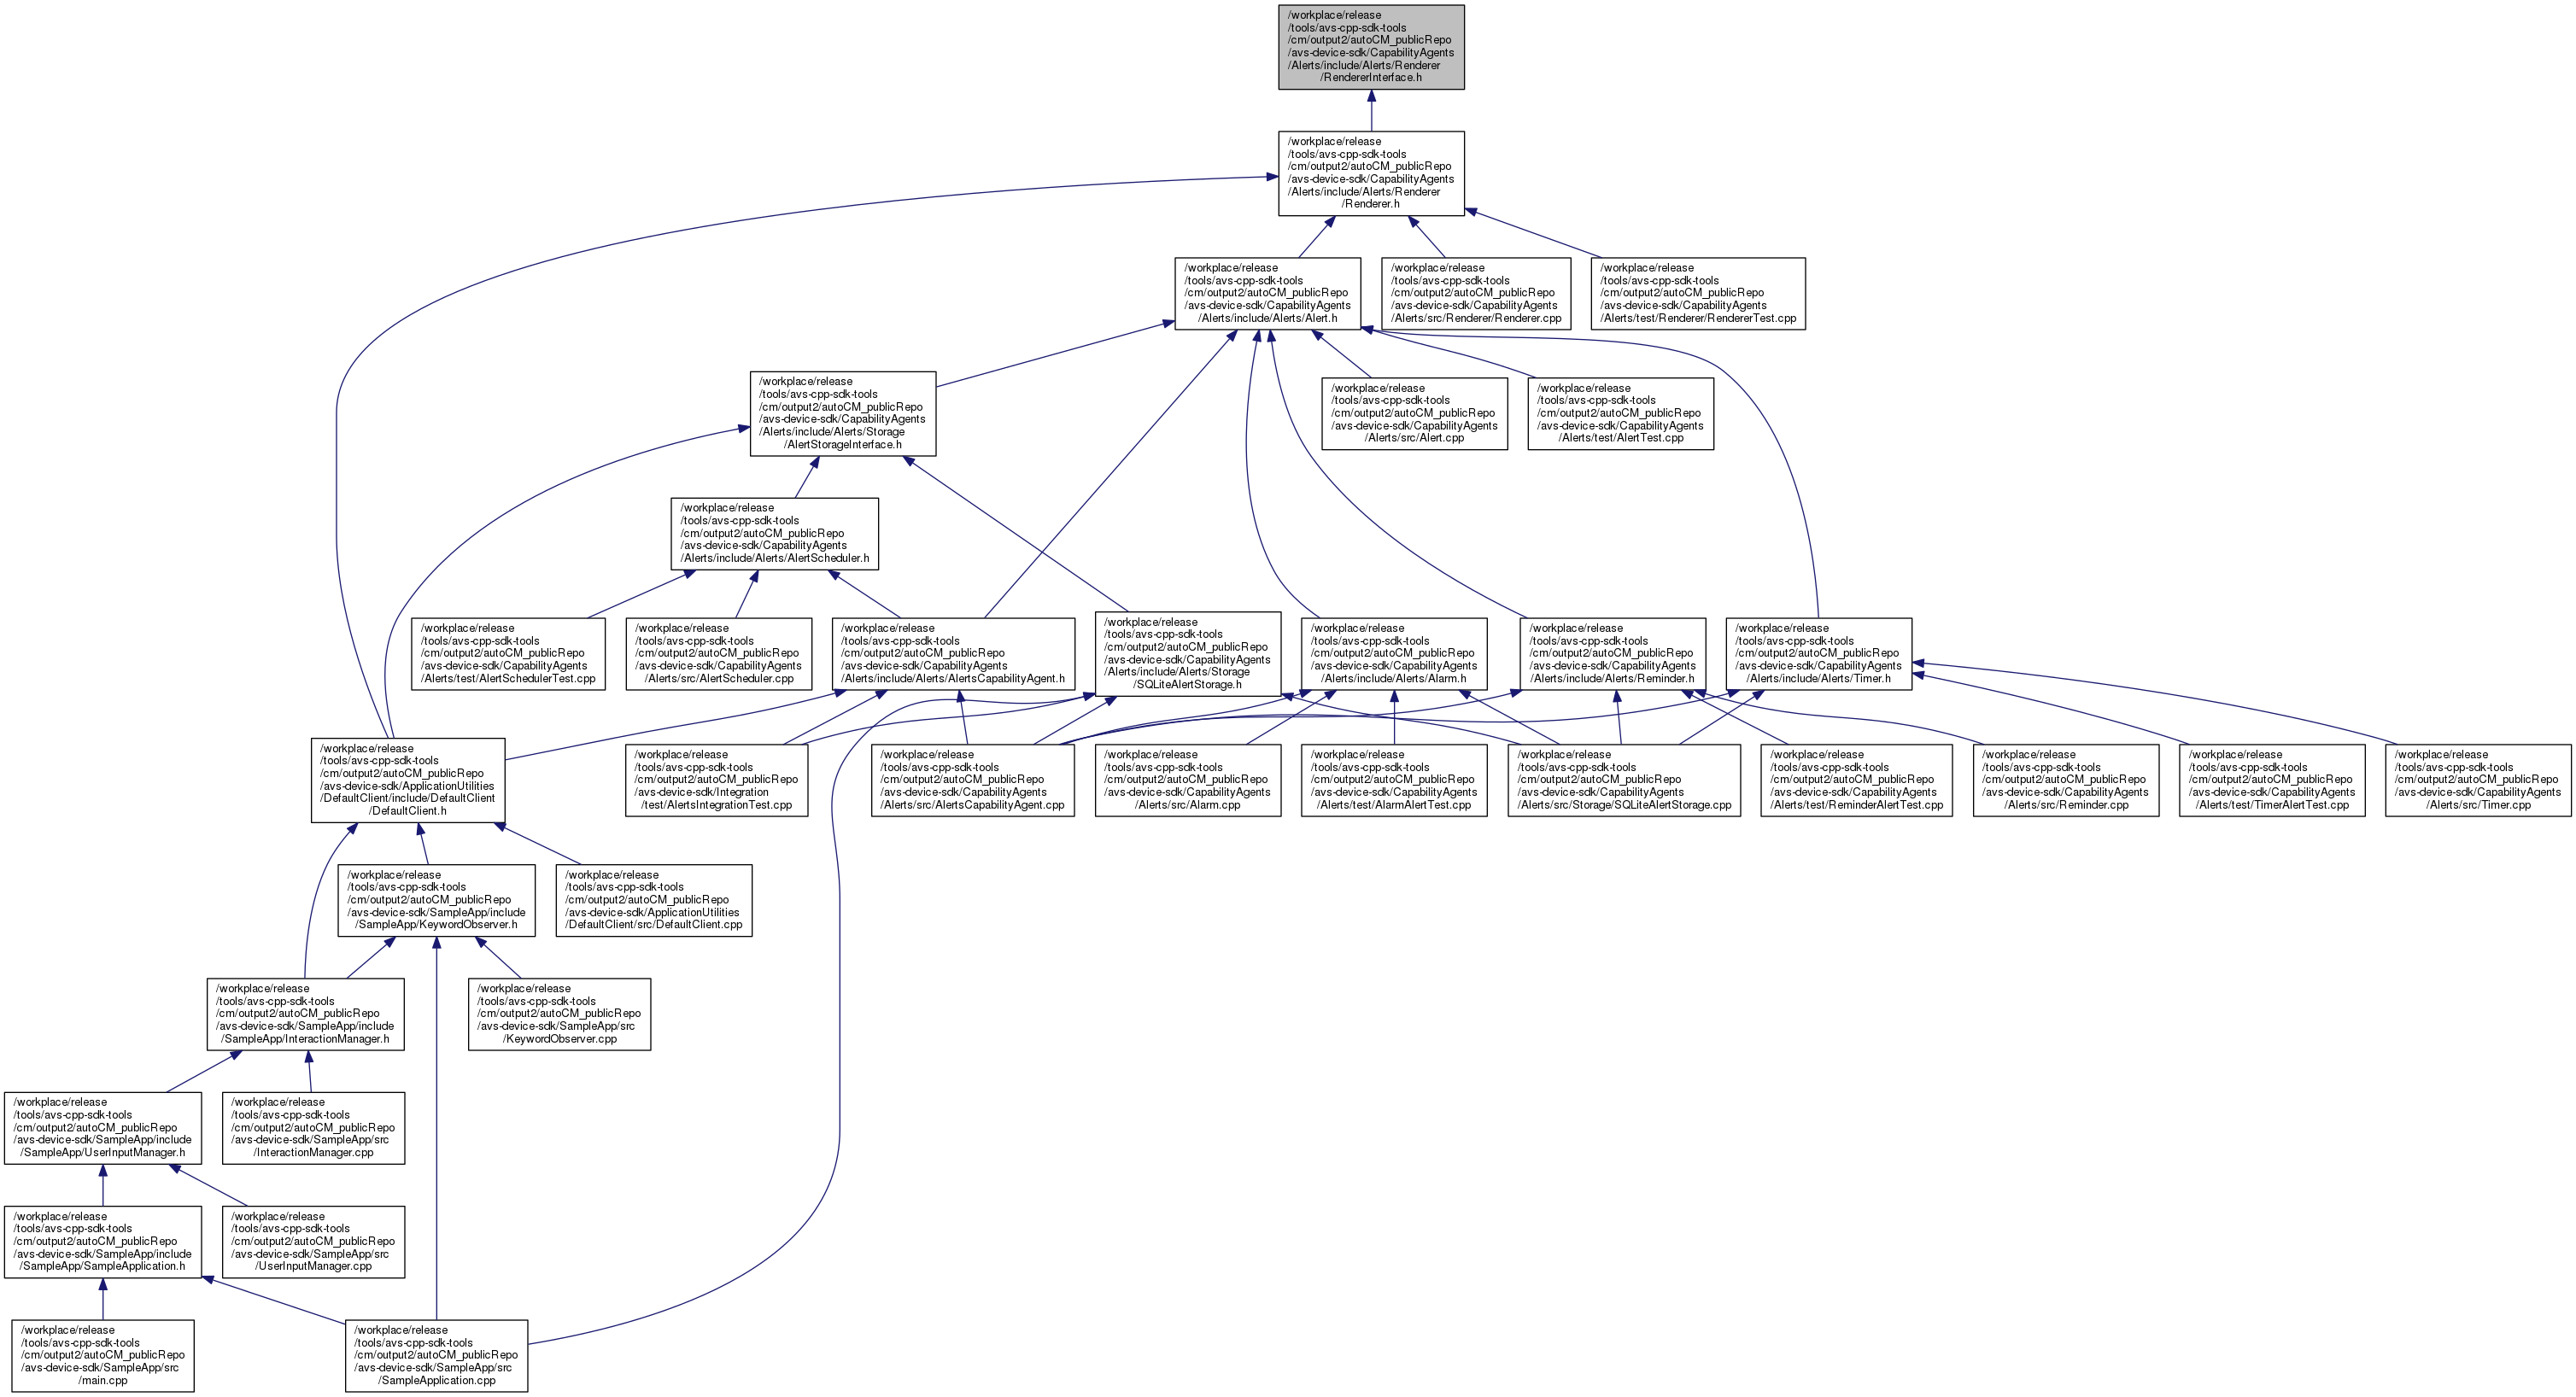 /workplace/release
/tools/avs-cpp-sdk-tools
/cm/output2/autoCM_publicRepo
/avs-device-sdk/CapabilityAgents
/Alerts/include/Alerts/Renderer
/RendererInterface.h
/workplace/release
/tools/avs-cpp-sdk-tools
/cm/output2/autoCM_publicRepo
/avs-device-sdk/CapabilityAgents
/Alerts/include/Alerts/Renderer
/Renderer.h
/workplace/release
/tools/avs-cpp-sdk-tools
/cm/output2/autoCM_publicRepo
/avs-device-sdk/CapabilityAgents
/Alerts/include/Alerts/Alert.h
/workplace/release
/tools/avs-cpp-sdk-tools
/cm/output2/autoCM_publicRepo
/avs-device-sdk/CapabilityAgents
/Alerts/src/Renderer/Renderer.cpp
/workplace/release
/tools/avs-cpp-sdk-tools
/cm/output2/autoCM_publicRepo
/avs-device-sdk/CapabilityAgents
/Alerts/test/Renderer/RendererTest.cpp
/workplace/release
/tools/avs-cpp-sdk-tools
/cm/output2/autoCM_publicRepo
/avs-device-sdk/CapabilityAgents
/Alerts/include/Alerts/Storage
/AlertStorageInterface.h
/workplace/release
/tools/avs-cpp-sdk-tools
/cm/output2/autoCM_publicRepo
/avs-device-sdk/CapabilityAgents
/Alerts/src/Alert.cpp
/workplace/release
/tools/avs-cpp-sdk-tools
/cm/output2/autoCM_publicRepo
/avs-device-sdk/CapabilityAgents
/Alerts/test/AlertTest.cpp
/workplace/release
/tools/avs-cpp-sdk-tools
/cm/output2/autoCM_publicRepo
/avs-device-sdk/CapabilityAgents
/Alerts/include/Alerts/AlertScheduler.h
/workplace/release
/tools/avs-cpp-sdk-tools
/cm/output2/autoCM_publicRepo
/avs-device-sdk/CapabilityAgents
/Alerts/test/AlertSchedulerTest.cpp
/workplace/release
/tools/avs-cpp-sdk-tools
/cm/output2/autoCM_publicRepo
/avs-device-sdk/CapabilityAgents
/Alerts/src/AlertScheduler.cpp
/workplace/release
/tools/avs-cpp-sdk-tools
/cm/output2/autoCM_publicRepo
/avs-device-sdk/CapabilityAgents
/Alerts/include/Alerts/AlertsCapabilityAgent.h
/workplace/release
/tools/avs-cpp-sdk-tools
/cm/output2/autoCM_publicRepo
/avs-device-sdk/CapabilityAgents
/Alerts/include/Alerts/Storage
/SQLiteAlertStorage.h
/workplace/release
/tools/avs-cpp-sdk-tools
/cm/output2/autoCM_publicRepo
/avs-device-sdk/CapabilityAgents
/Alerts/include/Alerts/Alarm.h
/workplace/release
/tools/avs-cpp-sdk-tools
/cm/output2/autoCM_publicRepo
/avs-device-sdk/CapabilityAgents
/Alerts/include/Alerts/Reminder.h
/workplace/release
/tools/avs-cpp-sdk-tools
/cm/output2/autoCM_publicRepo
/avs-device-sdk/CapabilityAgents
/Alerts/include/Alerts/Timer.h
/workplace/release
/tools/avs-cpp-sdk-tools
/cm/output2/autoCM_publicRepo
/avs-device-sdk/ApplicationUtilities
/DefaultClient/include/DefaultClient
/DefaultClient.h
/workplace/release
/tools/avs-cpp-sdk-tools
/cm/output2/autoCM_publicRepo
/avs-device-sdk/Integration
/test/AlertsIntegrationTest.cpp
/workplace/release
/tools/avs-cpp-sdk-tools
/cm/output2/autoCM_publicRepo
/avs-device-sdk/CapabilityAgents
/Alerts/src/AlertsCapabilityAgent.cpp
/workplace/release
/tools/avs-cpp-sdk-tools
/cm/output2/autoCM_publicRepo
/avs-device-sdk/CapabilityAgents
/Alerts/src/Alarm.cpp
/workplace/release
/tools/avs-cpp-sdk-tools
/cm/output2/autoCM_publicRepo
/avs-device-sdk/CapabilityAgents
/Alerts/test/AlarmAlertTest.cpp
/workplace/release
/tools/avs-cpp-sdk-tools
/cm/output2/autoCM_publicRepo
/avs-device-sdk/CapabilityAgents
/Alerts/src/Storage/SQLiteAlertStorage.cpp
/workplace/release
/tools/avs-cpp-sdk-tools
/cm/output2/autoCM_publicRepo
/avs-device-sdk/CapabilityAgents
/Alerts/test/ReminderAlertTest.cpp
/workplace/release
/tools/avs-cpp-sdk-tools
/cm/output2/autoCM_publicRepo
/avs-device-sdk/CapabilityAgents
/Alerts/src/Reminder.cpp
/workplace/release
/tools/avs-cpp-sdk-tools
/cm/output2/autoCM_publicRepo
/avs-device-sdk/CapabilityAgents
/Alerts/test/TimerAlertTest.cpp
/workplace/release
/tools/avs-cpp-sdk-tools
/cm/output2/autoCM_publicRepo
/avs-device-sdk/CapabilityAgents
/Alerts/src/Timer.cpp
/workplace/release
/tools/avs-cpp-sdk-tools
/cm/output2/autoCM_publicRepo
/avs-device-sdk/SampleApp/include
/SampleApp/KeywordObserver.h
/workplace/release
/tools/avs-cpp-sdk-tools
/cm/output2/autoCM_publicRepo
/avs-device-sdk/ApplicationUtilities
/DefaultClient/src/DefaultClient.cpp
/workplace/release
/tools/avs-cpp-sdk-tools
/cm/output2/autoCM_publicRepo
/avs-device-sdk/SampleApp/include
/SampleApp/InteractionManager.h
/workplace/release
/tools/avs-cpp-sdk-tools
/cm/output2/autoCM_publicRepo
/avs-device-sdk/SampleApp/src
/KeywordObserver.cpp
/workplace/release
/tools/avs-cpp-sdk-tools
/cm/output2/autoCM_publicRepo
/avs-device-sdk/SampleApp/include
/SampleApp/UserInputManager.h
/workplace/release
/tools/avs-cpp-sdk-tools
/cm/output2/autoCM_publicRepo
/avs-device-sdk/SampleApp/src
/InteractionManager.cpp
/workplace/release
/tools/avs-cpp-sdk-tools
/cm/output2/autoCM_publicRepo
/avs-device-sdk/SampleApp/include
/SampleApp/SampleApplication.h
/workplace/release
/tools/avs-cpp-sdk-tools
/cm/output2/autoCM_publicRepo
/avs-device-sdk/SampleApp/src
/UserInputManager.cpp
/workplace/release
/tools/avs-cpp-sdk-tools
/cm/output2/autoCM_publicRepo
/avs-device-sdk/SampleApp/src
/main.cpp
/workplace/release
/tools/avs-cpp-sdk-tools
/cm/output2/autoCM_publicRepo
/avs-device-sdk/SampleApp/src
/SampleApplication.cpp